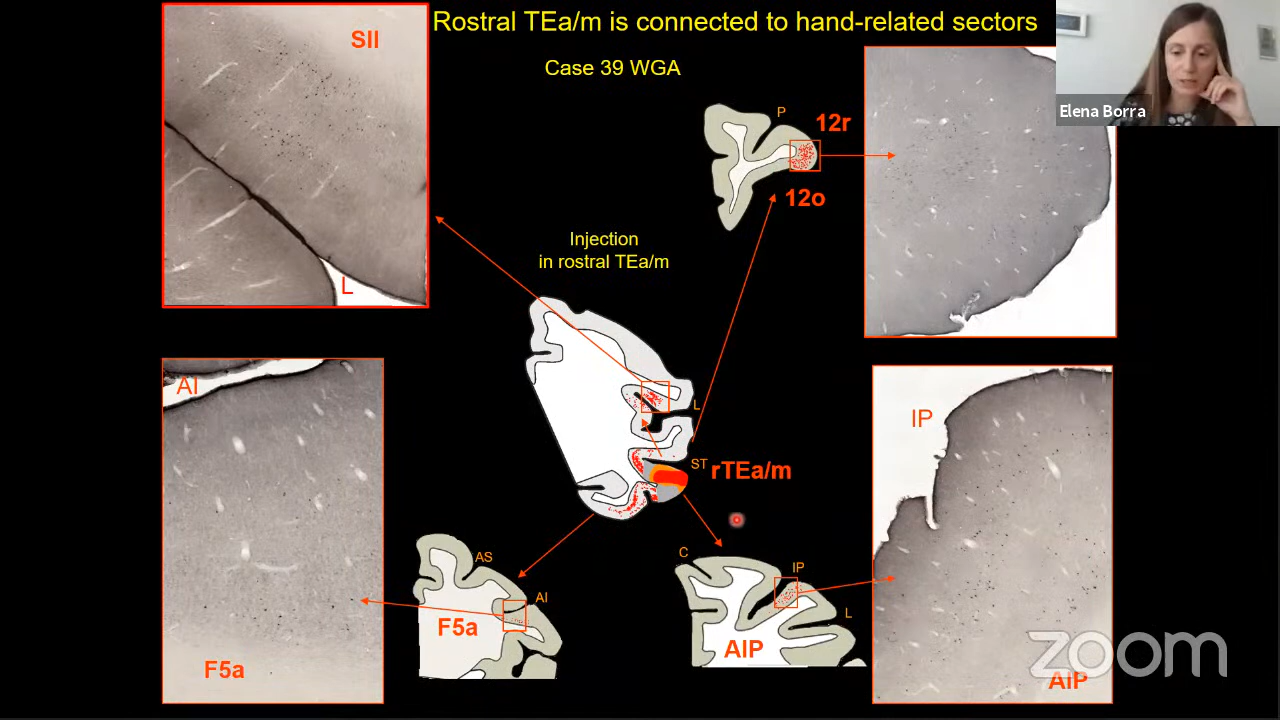 Rostral TEa/m is connected to hand-related sectors
Case 39 WGA
SII
L
Elena Borra
P
12r
12o
Injection
in rostral TEa/m
L
ST
rTEa/m
AI
IP
AS
AI
F5a
C
IP
L
AIP
F5a
zoom
AIP